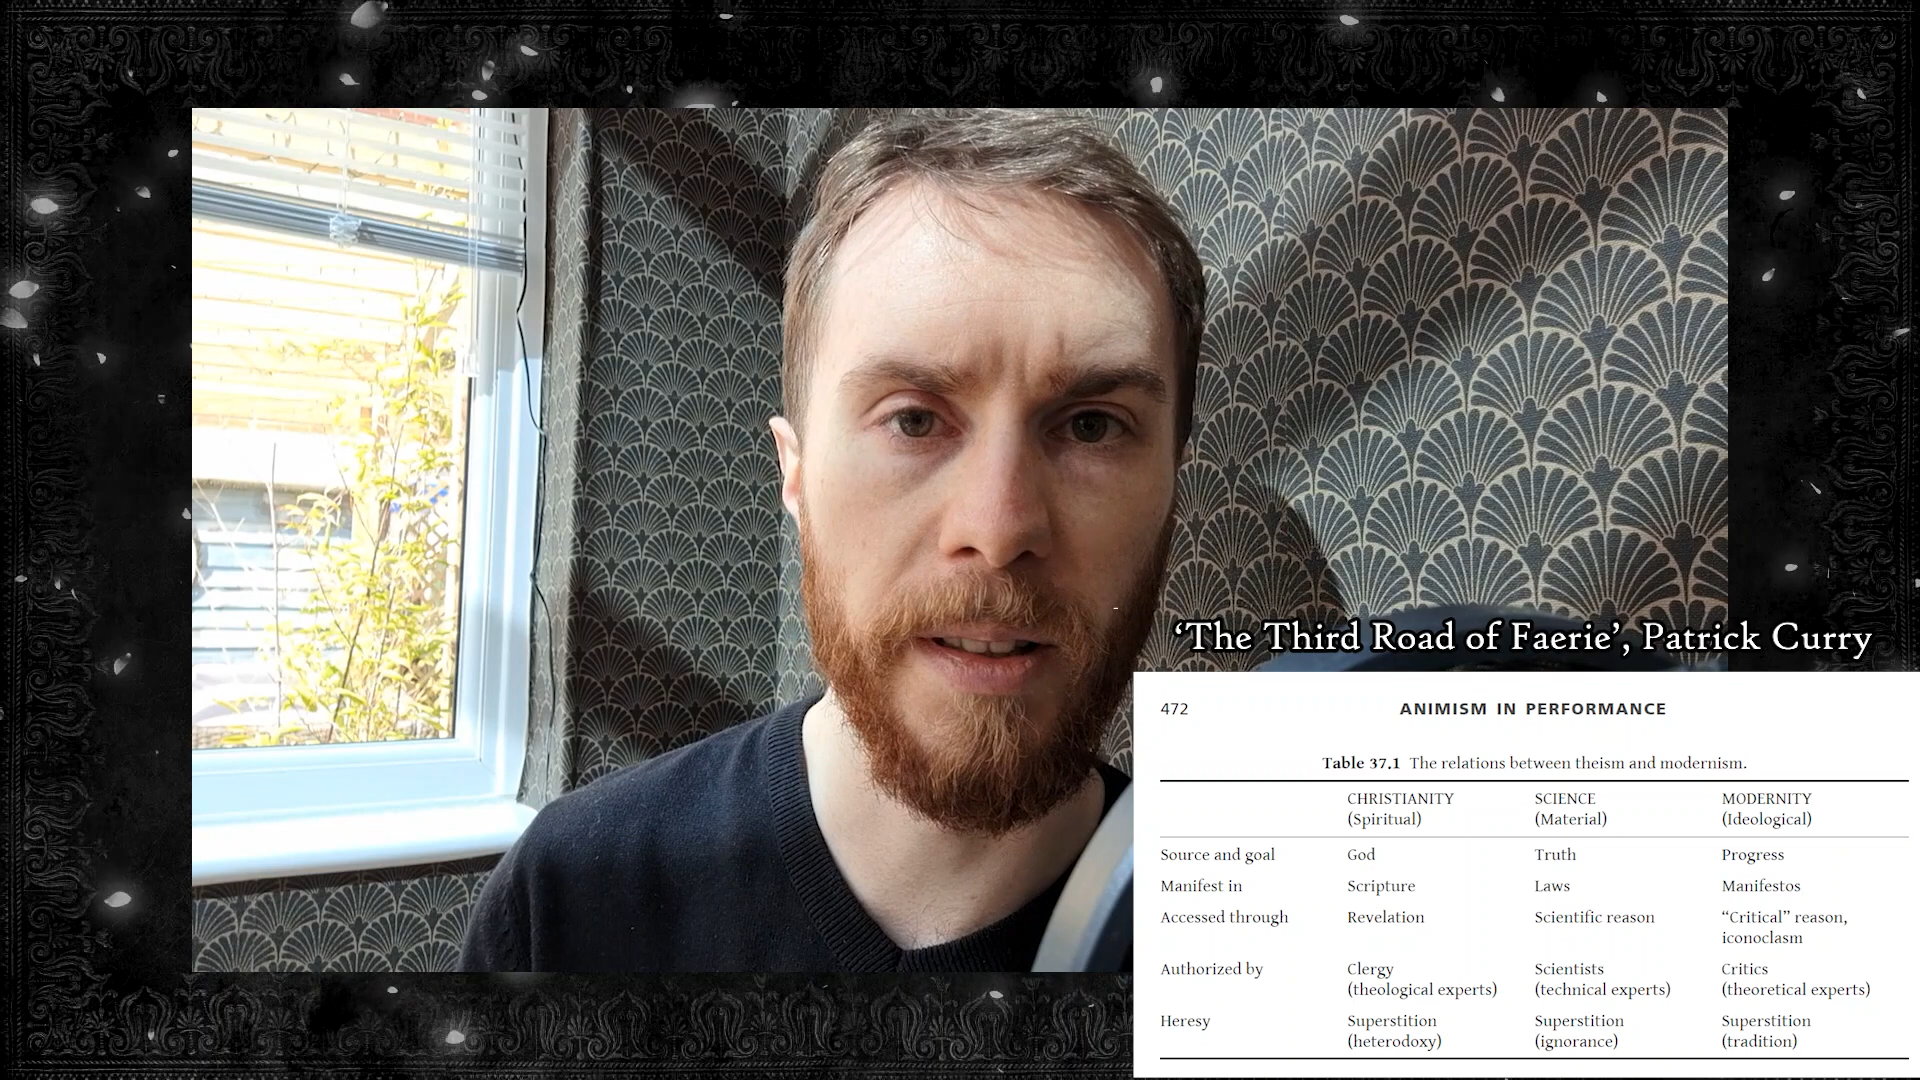 ‘The Third Road of Faerie’, Patrick Curry
472 ANIMISM IN PERFORMANCE
Table 37.1 The relations between theism and modernism.
CHRISTIANITY SCIENCE MODERNITY
(Spiritual) (Material) (Ideological)
Source and goal God Truth Progress
Manifest in Scripture Laws Manifestos
Accessed through Revelation Scientific reason “Critical” reason,
iconoclasm
Authorized by Clergy Scientists Critics
(theological experts) (technical experts) (theoretical experts)
Heresy Superstition Superstition Superstition
(heterodoxy) (ignorance) (tradition)